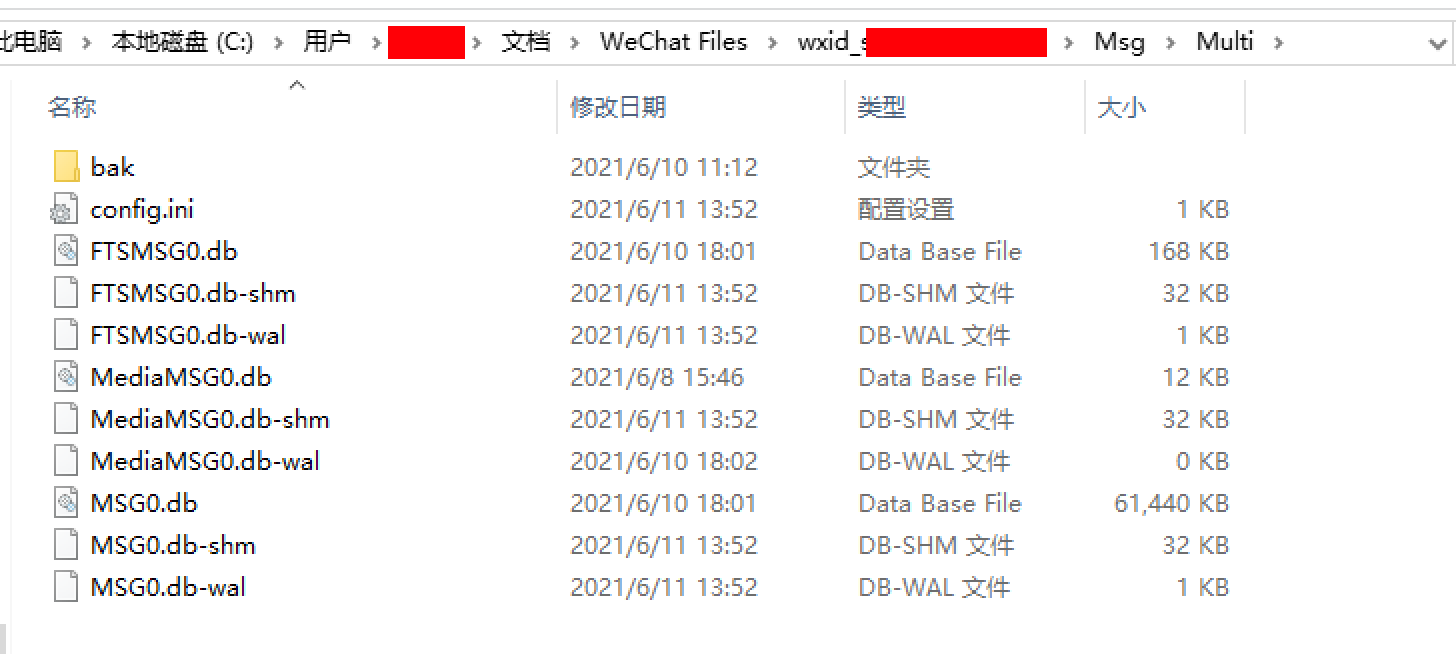 此电脑 › 本地磁盘 (C:) › 用户 › › 文档 › WeChat Files › wxid_s › Msg › Multi ›
名称 修改日期 类型 大小
bak 2021/6/10 11:12 文件夹
config.ini 2021/6/11 13:52 配置设置 1 KB
FTSMSG0.db 2021/6/10 18:01 Data Base File 168 KB
FTSMSG0.db-shm 2021/6/11 13:52 DB-SHM 文件 32 KB
FTSMSG0.db-wal 2021/6/11 13:52 DB-WAL 文件 1 KB
MediaMSG0.db 2021/6/8 15:46 Data Base File 12 KB
MediaMSG0.db-shm 2021/6/11 13:52 DB-SHM 文件 32 KB
MediaMSG0.db-wal 2021/6/10 18:02 DB-WAL 文件 0 KB
MSG0.db 2021/6/10 18:01 Data Base File 61,440 KB
MSG0.db-shm 2021/6/11 13:52 DB-SHM 文件 32 KB
MSG0.db-wal 2021/6/11 13:52 DB-WAL 文件 1 KB